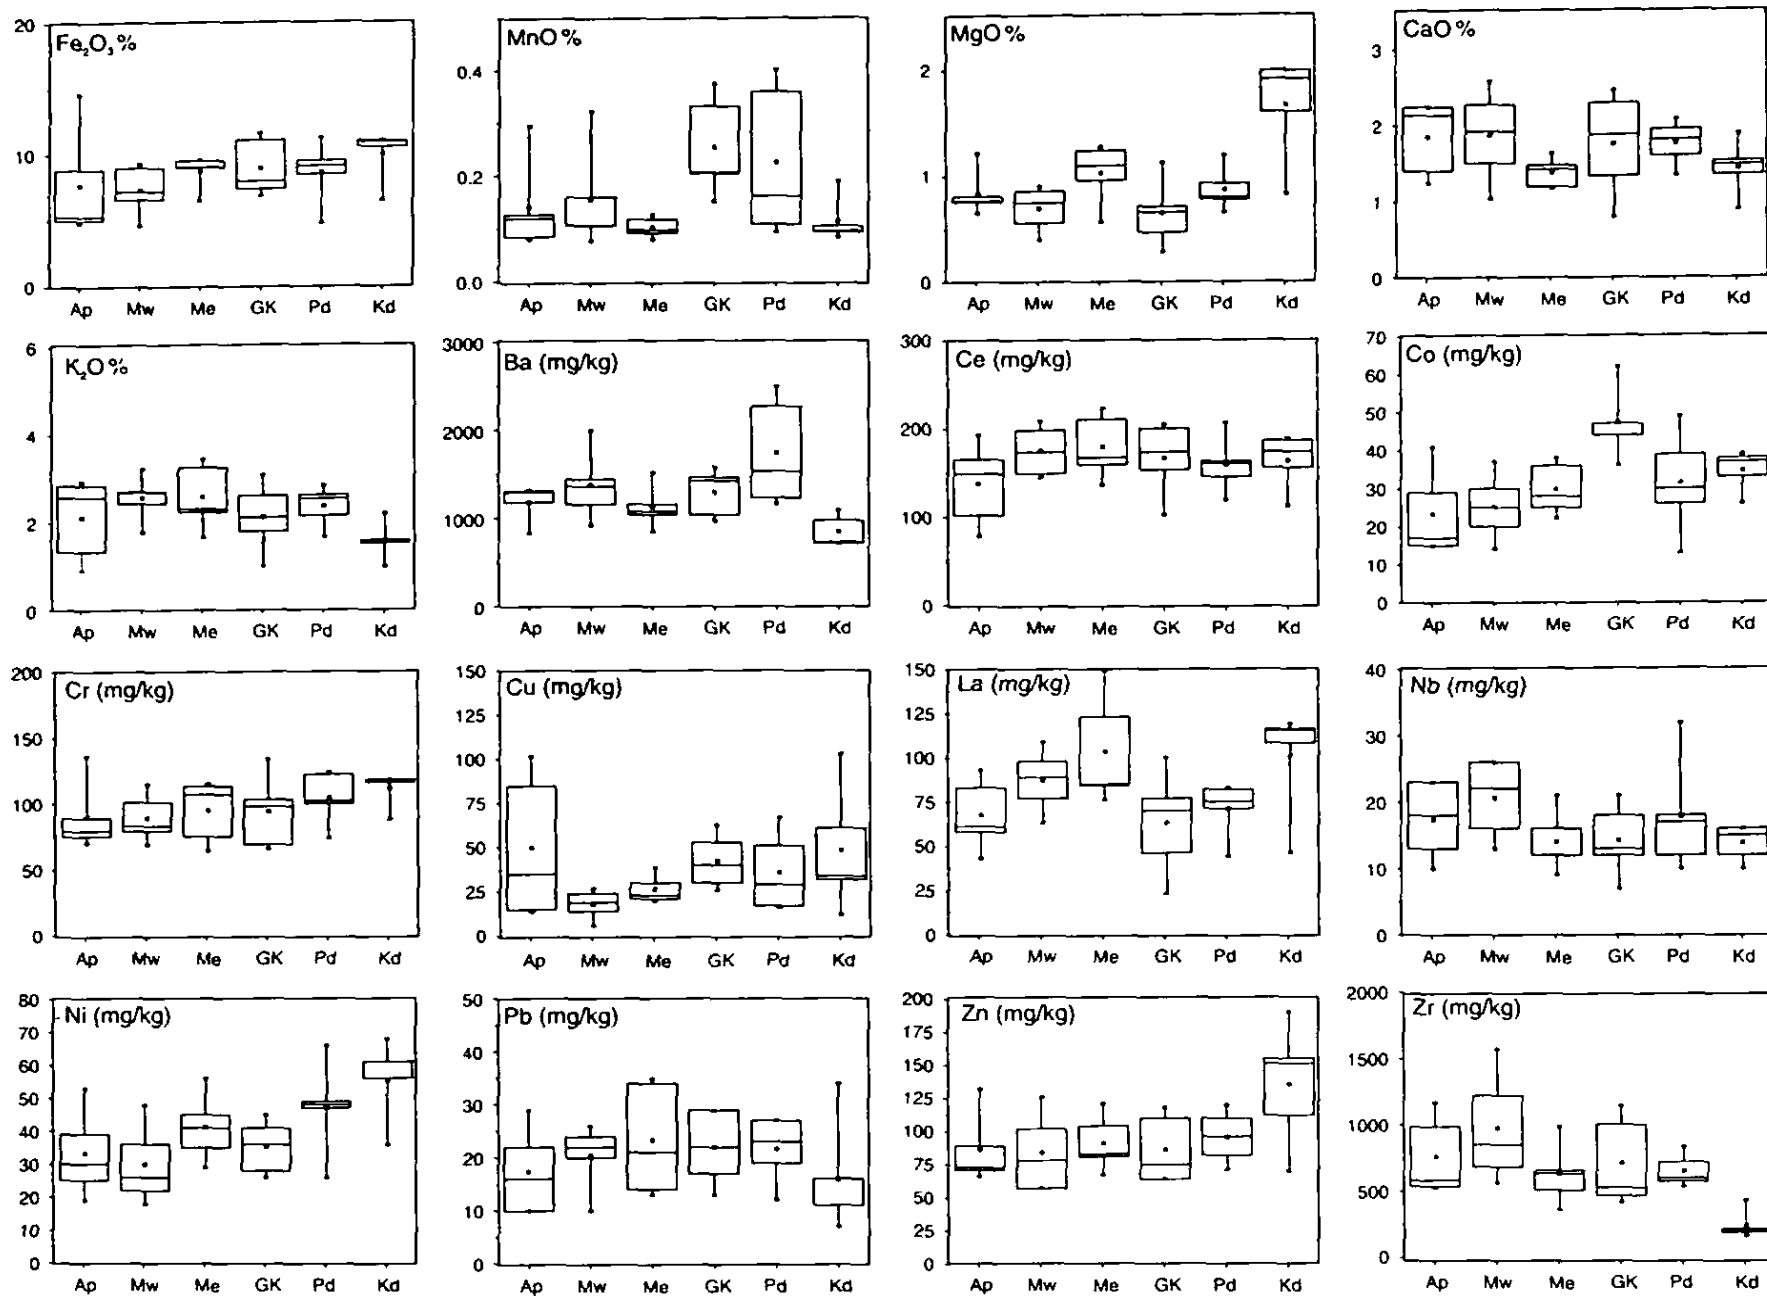 Fe₂O₃ %
20
10
0
Ap Mw Me GK Pd Kd
MnO %
0.4
0.2
0.0
Ap Mw Me GK Pd Kd
MgO %
2
1
0
Ap Mw Me GK Pd Kd
CaO %
3
2
1
0
Ap Mw Me GK Pd Kd
K₂O %
6
4
2
0
Ap Mw Me GK Pd Kd
Ba (mg/kg)
3000
2000
1000
0
Ap Mw Me GK Pd Kd
Ce (mg/kg)
300
200
100
0
Ap Mw Me GK Pd Kd
Co (mg/kg)
70
60
50
40
30
20
10
0
Ap Mw Me GK Pd Kd
Cr (mg/kg)
200
150
100
50
0
Ap Mw Me GK Pd Kd
Cu (mg/kg)
150
125
100
75
50
25
0
Ap Mw Me GK Pd Kd
La (mg/kg)
150
125
100
75
50
25
0
Ap Mw Me GK Pd Kd
Nb (mg/kg)
40
30
20
10
0
Ap Mw Me GK Pd Kd
Ni (mg/kg)
80
70
60
50
40
30
20
10
0
Ap Mw Me GK Pd Kd
Pb (mg/kg)
50
40
30
20
10
0
Ap Mw Me GK Pd Kd
Zn (mg/kg)
200
175
150
125
100
75
50
25
0
Ap Mw Me GK Pd Kd
Zr (mg/kg)
2000
1500
1000
500
0
Ap Mw Me GK Pd Kd